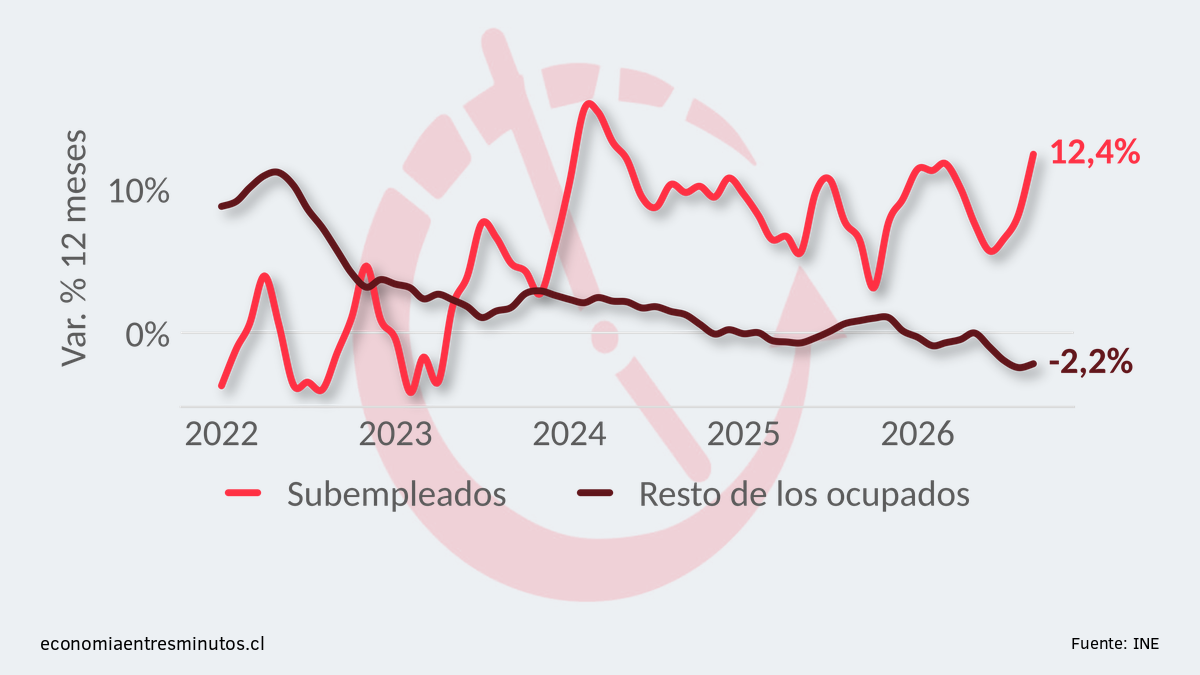 Var. % 12 meses
10%
0%
12,4%
-2,2%
2022 2023 2024 2025 2026
Subempleados Resto de los ocupados
economiaentresminutos.cl Fuente: INE